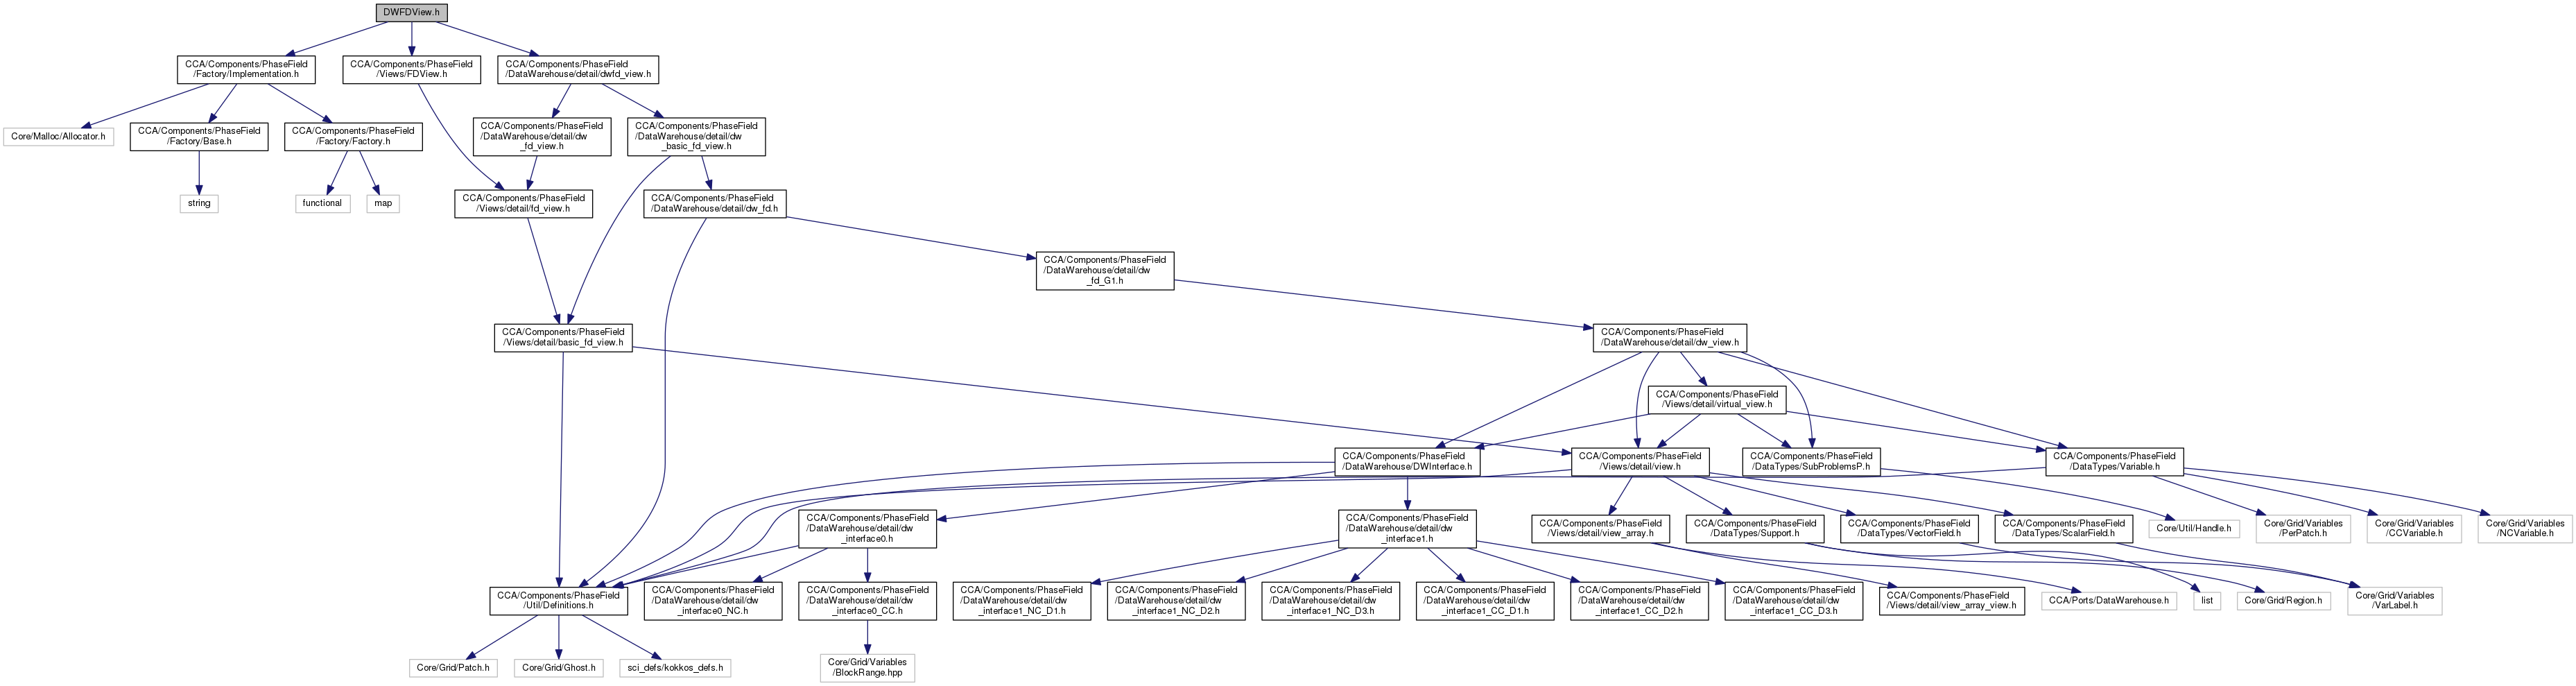 DWFDView.h
CCA/Components/PhaseField
/Factory/Implementation.h
CCA/Components/PhaseField
/Views/FDView.h
CCA/Components/PhaseField
/DataWarehouse/detail/dwfd_view.h
Core/Malloc/Allocator.h
CCA/Components/PhaseField
/Factory/Base.h
CCA/Components/PhaseField
/Factory/Factory.h
CCA/Components/PhaseField
/DataWarehouse/detail/dw
_fd_view.h
CCA/Components/PhaseField
/DataWarehouse/detail/dw
_basic_fd_view.h
string
functional
map
CCA/Components/PhaseField
/Views/detail/fd_view.h
CCA/Components/PhaseField
/DataWarehouse/detail/dw_fd.h
CCA/Components/PhaseField
/DataWarehouse/detail/dw
_fd_G1.h
CCA/Components/PhaseField
/Views/detail/basic_fd_view.h
CCA/Components/PhaseField
/DataWarehouse/detail/dw_view.h
CCA/Components/PhaseField
/Views/detail/virtual_view.h
CCA/Components/PhaseField
/DataWarehouse/DWInterface.h
CCA/Components/PhaseField
/Views/detail/view.h
CCA/Components/PhaseField
/DataTypes/SubProblemsP.h
CCA/Components/PhaseField
/DataTypes/Variable.h
CCA/Components/PhaseField
/DataWarehouse/detail/dw
_interface0.h
CCA/Components/PhaseField
/DataWarehouse/detail/dw
_interface1.h
CCA/Components/PhaseField
/Views/detail/view_array.h
CCA/Components/PhaseField
/DataTypes/Support.h
CCA/Components/PhaseField
/DataTypes/VectorField.h
CCA/Components/PhaseField
/DataTypes/ScalarField.h
Core/Util/Handle.h
Core/Grid/Variables
/PerPatch.h
Core/Grid/Variables
/CCVariable.h
Core/Grid/Variables
/NCVariable.h
CCA/Components/PhaseField
/Util/Definitions.h
CCA/Components/PhaseField
/DataWarehouse/detail/dw
_interface0_NC.h
CCA/Components/PhaseField
/DataWarehouse/detail/dw
_interface0_CC.h
CCA/Components/PhaseField
/DataWarehouse/detail/dw
_interface1_NC_D1.h
CCA/Components/PhaseField
/DataWarehouse/detail/dw
_interface1_NC_D2.h
CCA/Components/PhaseField
/DataWarehouse/detail/dw
_interface1_NC_D3.h
CCA/Components/PhaseField
/DataWarehouse/detail/dw
_interface1_CC_D1.h
CCA/Components/PhaseField
/DataWarehouse/detail/dw
_interface1_CC_D2.h
CCA/Components/PhaseField
/DataWarehouse/detail/dw
_interface1_CC_D3.h
CCA/Components/PhaseField
/Views/detail/view_array_view.h
CCA/Ports/DataWarehouse.h
list
Core/Grid/Region.h
Core/Grid/Variables
/VarLabel.h
Core/Grid/Patch.h
Core/Grid/Ghost.h
sci_defs/kokkos_defs.h
Core/Grid/Variables
/BlockRange.hpp